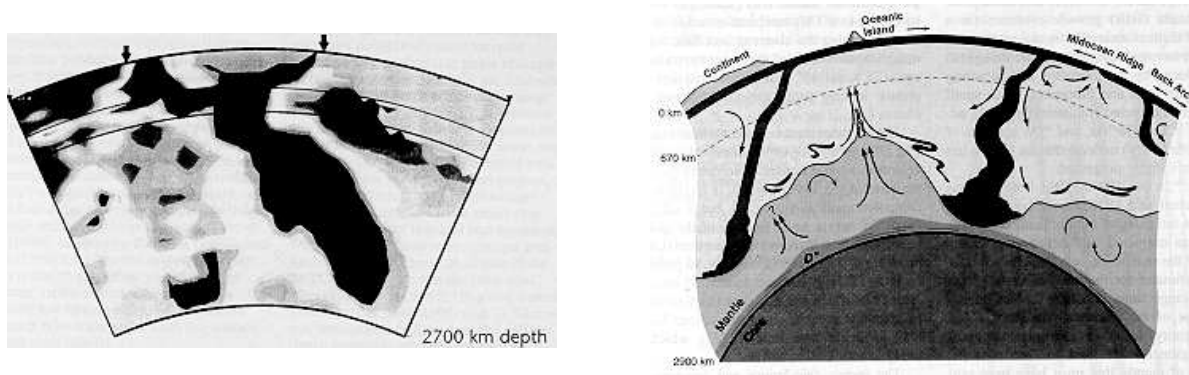 2700 km depth
Continent
Oceanic
Island
Midocean Ridge
Back Arc
0 km
670 km
D"
Mantle
Core
2900 km